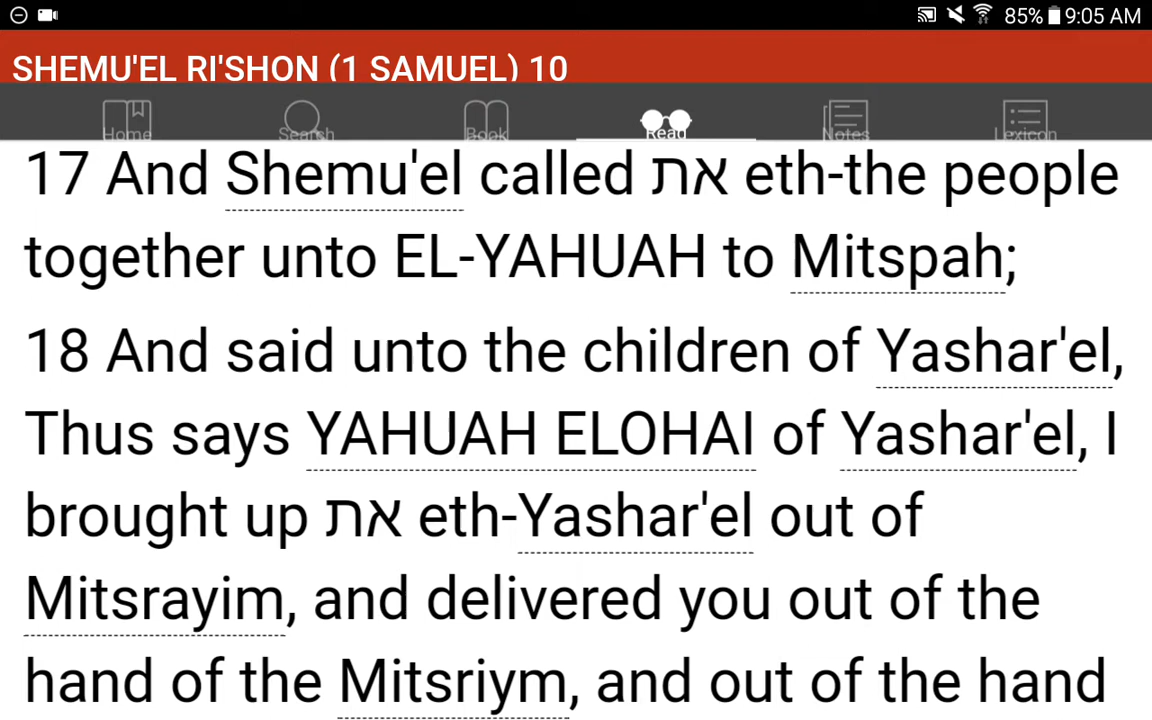 85% 9:05 AM
SHEMU'EL RI'SHON (1 SAMUEL) 10
Home Search Book Read Notes Lexicon
17 And Shemu'el called את eth-the people
together unto EL-YAHUAH to Mitspah;
18 And said unto the children of Yashar'el,
Thus says YAHUAH ELOHAI of Yashar'el, I
brought up את eth-Yashar'el out of
Mitsrayim, and delivered you out of the
hand of the Mitsriym, and out of the hand